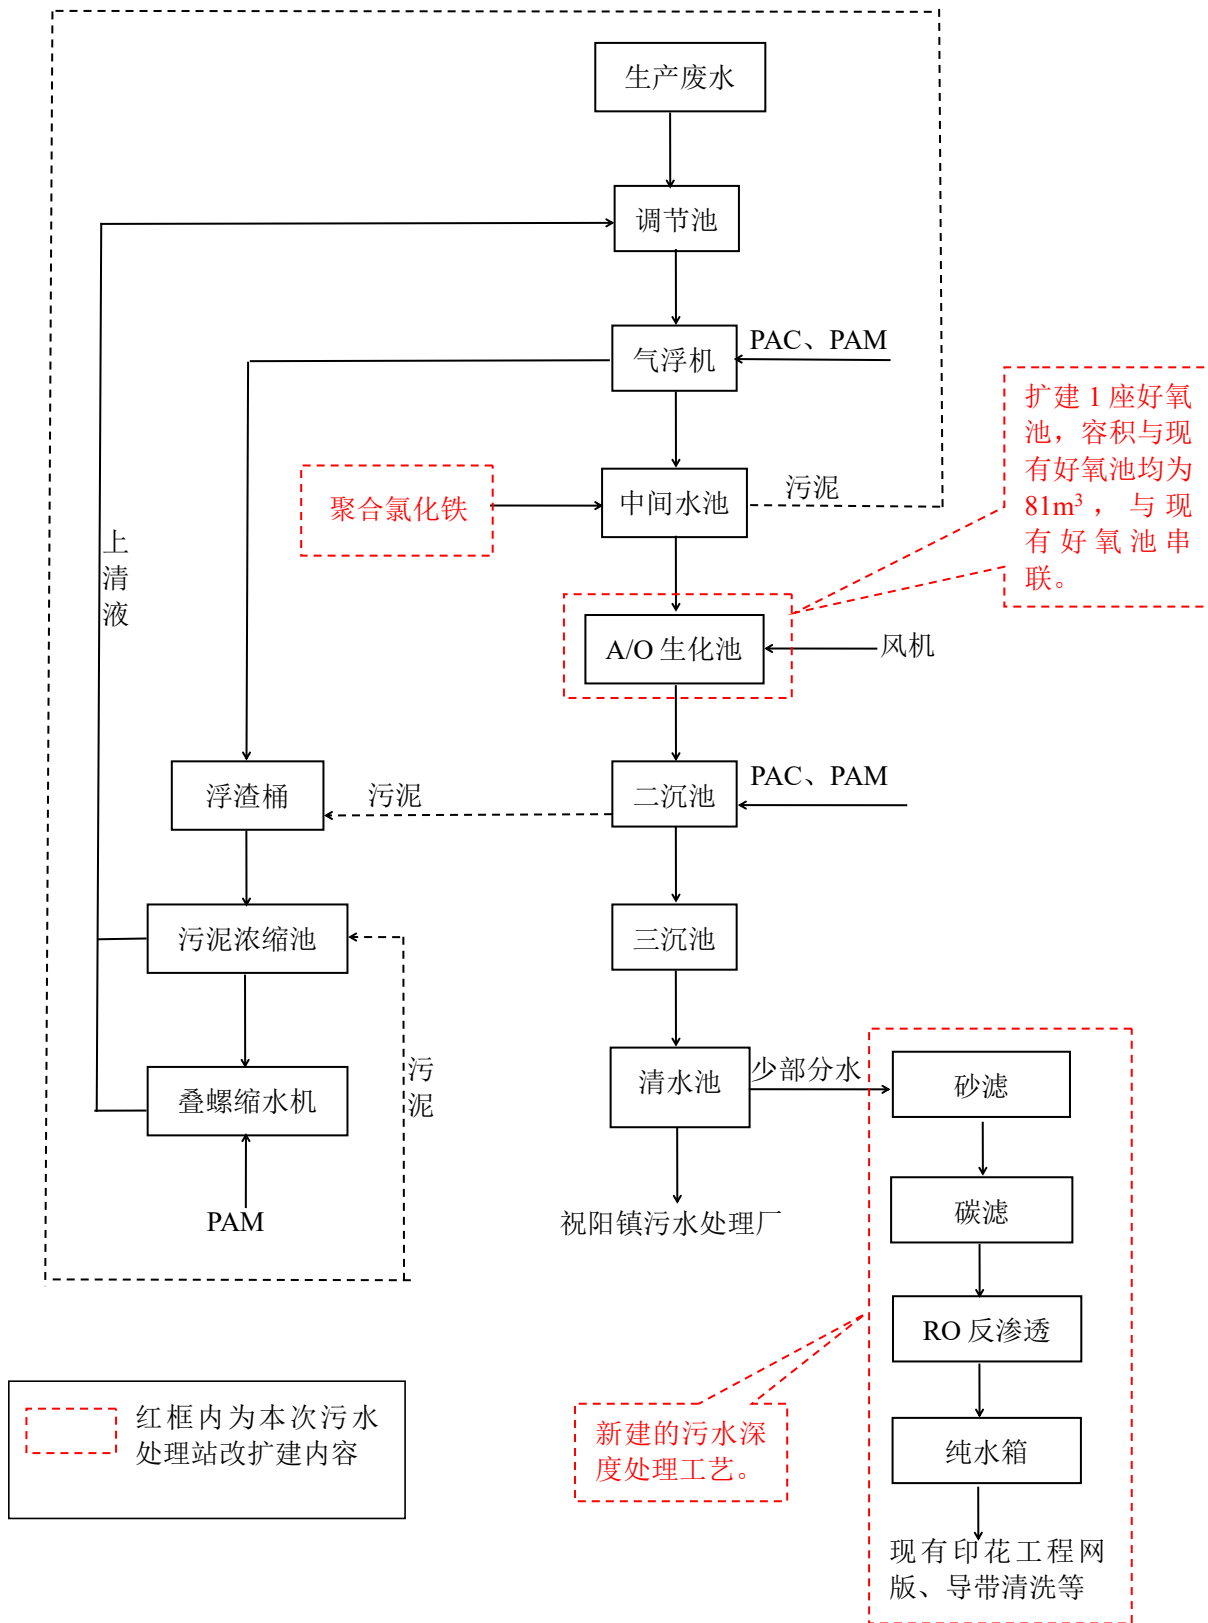 生产废水
调节池
气浮机
PAC、PAM
扩建 1 座好氧
池，容积与现
有好氧池均为
81m³，与现
有好氧池串
联。
聚合氯化铁
中间水池
污泥
上
清
液
A/O 生化池
风机
浮渣桶
污泥
二沉池
PAC、PAM
污泥浓缩池
三沉池
叠螺缩水机
污
泥
清水池
少部分水
砂滤
PAM
祝阳镇污水处理厂
碳滤
RO 反渗透
红框内为本次污水
处理站改扩建内容
新建的污水深
度处理工艺。
纯水箱
现有印花工程网
版、导带清洗等